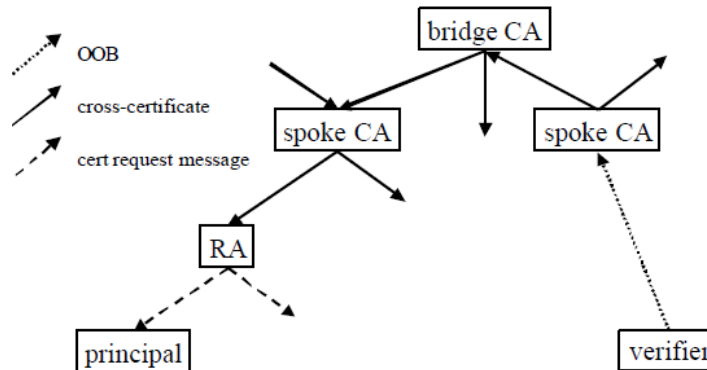 bridge CA
OOB
cross-certificate
spoke CA
spoke CA
cert request message
RA
principal
verifier